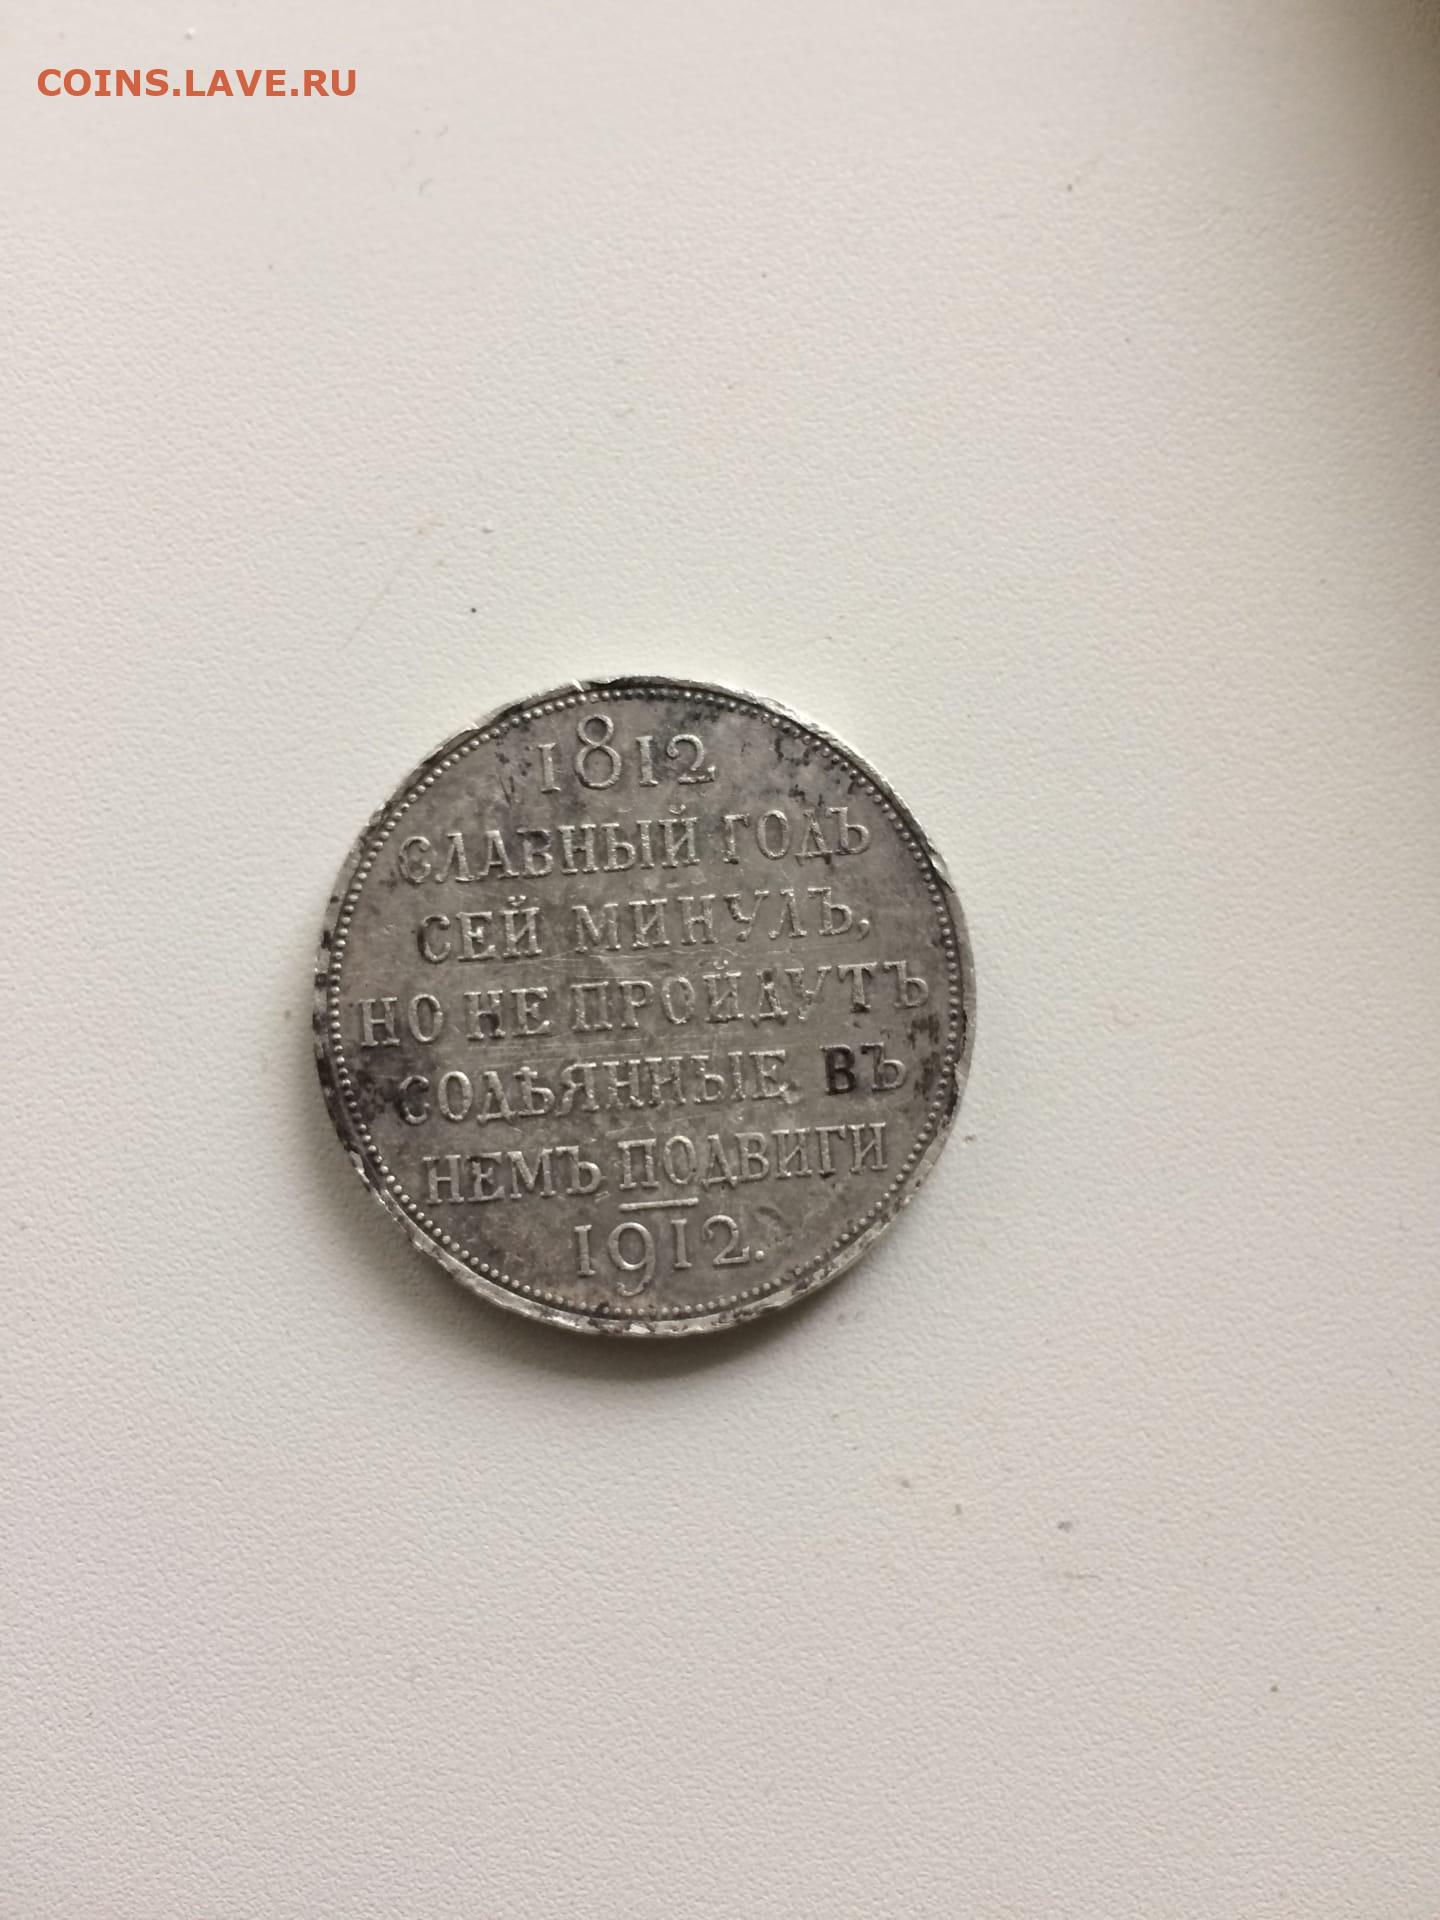 COINS.LAVE.RU
1812
СЛАВНЫЙ ГОДЪ
СЕЙ МИНУЛЪ,
НО НЕ ПРОЙДУТЪ
СОДѢЯННЫЕ ВЪ
НЕМЪ ПОДВИГИ
1912.